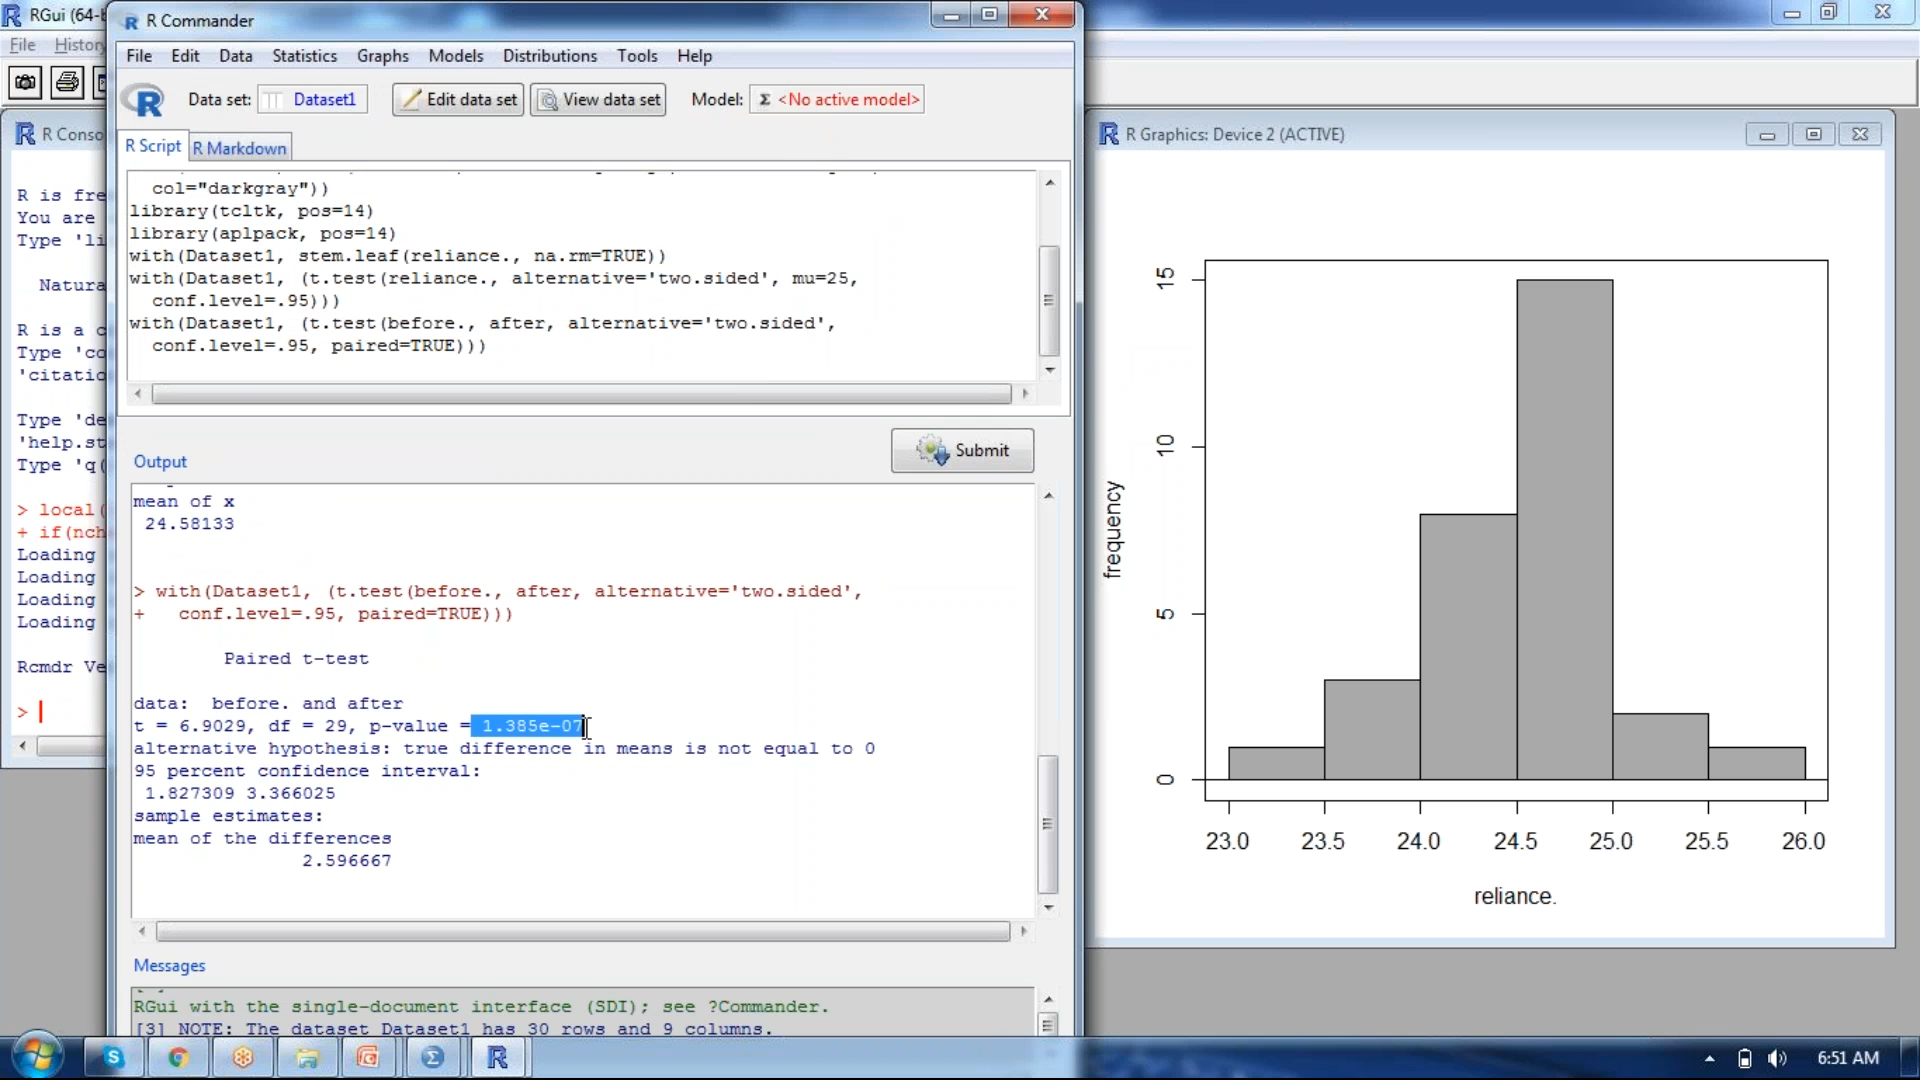 RGui (64-b
File History
R Conso
R is fre
You are
Type 'li
Natura
R is a c
Type 'co
'citatio
Type 'de
'help.st
Type 'q(
> local(
+ if(nch
Loading
Loading
Loading
Loading
Rcmdr Ve
>
R Commander
File Edit Data Statistics Graphs Models Distributions Tools Help
Data set: Dataset1 Edit data set View data set Model: Σ <No active model>
R Script R Markdown
col="darkgray"))
library(tcltk, pos=14)
library(aplpack, pos=14)
with(Dataset1, stem.leaf(reliance., na.rm=TRUE))
with(Dataset1, (t.test(reliance., alternative='two.sided', mu=25,
conf.level=.95)))
with(Dataset1, (t.test(before., after, alternative='two.sided',
conf.level=.95, paired=TRUE)))
Output
Submit
mean of x
24.58133
> with(Dataset1, (t.test(before., after, alternative='two.sided',
+ conf.level=.95, paired=TRUE)))
Paired t-test
data: before. and after
t = 6.9029, df = 29, p-value = 1.385e-07
alternative hypothesis: true difference in means is not equal to 0
95 percent confidence interval:
1.827309 3.366025
sample estimates:
mean of the differences
2.596667
Messages
RGui with the single-document interface (SDI); see ?Commander.
[3] NOTE: The dataset Dataset1 has 30 rows and 9 columns.
R Graphics: Device 2 (ACTIVE)
15
10
5
0
frequency
23.0 23.5 24.0 24.5 25.0 25.5 26.0
reliance.
6:51 AM